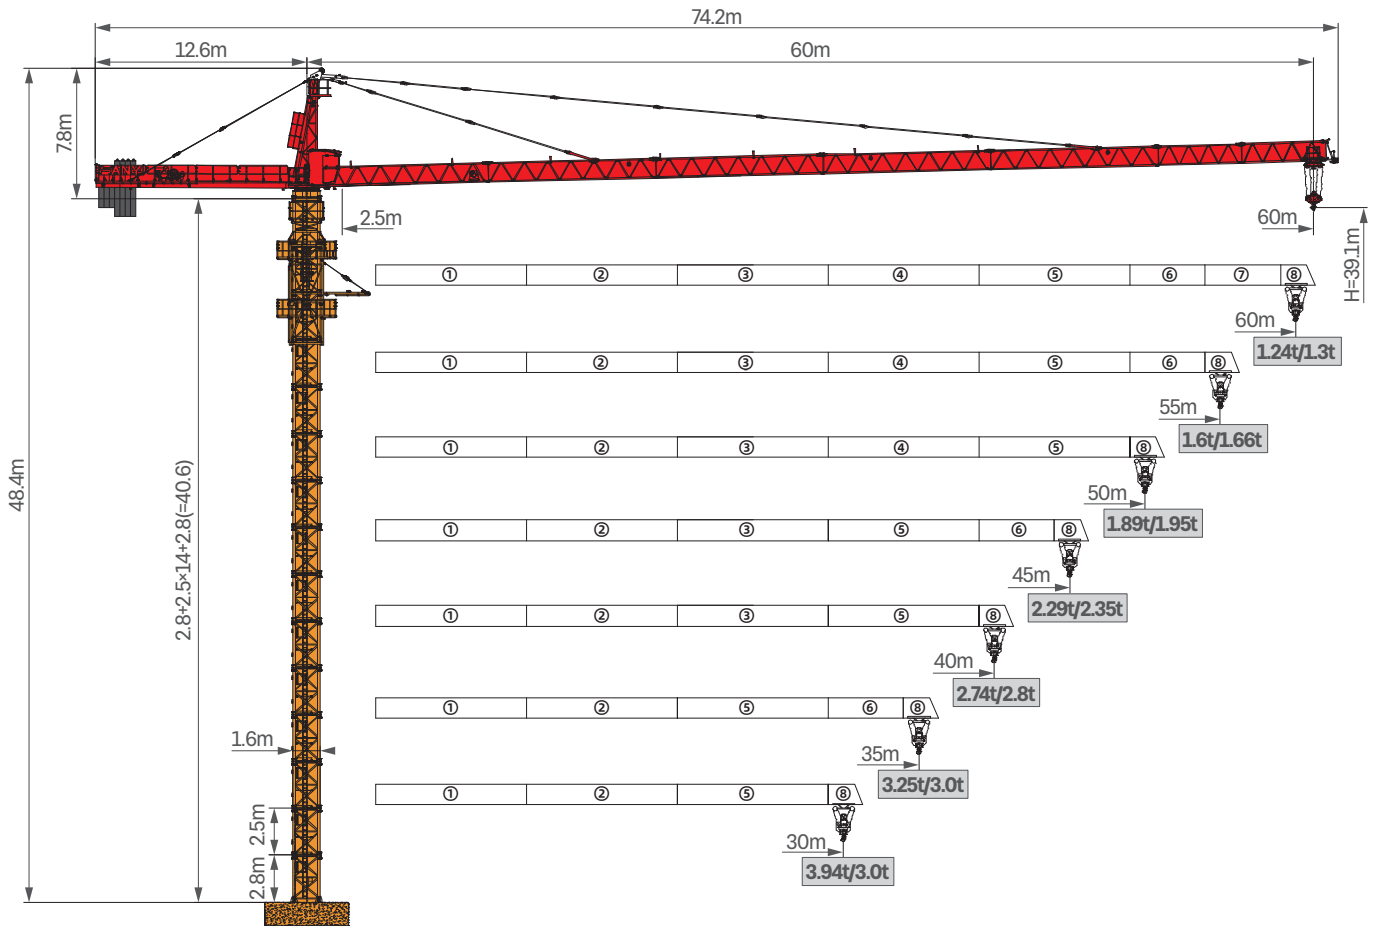 74.2m
12.6m
60m
7.8m
2.5m
60m
H=39.1m
① ② ③ ④ ⑤ ⑥ ⑦ ⑧
60m
1.24t/1.3t
① ② ③ ④ ⑤ ⑥ ⑧
55m
1.6t/1.66t
① ② ③ ④ ⑤ ⑧
50m
1.89t/1.95t
48.4m
2.8+2.5×14+2.8(=40.6)
① ② ③ ⑤ ⑥ ⑧
45m
2.29t/2.35t
① ② ③ ⑤ ⑧
40m
2.74t/2.8t
① ② ⑤ ⑥ ⑧
1.6m
35m
3.25t/3.0t
① ② ⑤ ⑧
2.5m
30m
2.8m
3.94t/3.0t